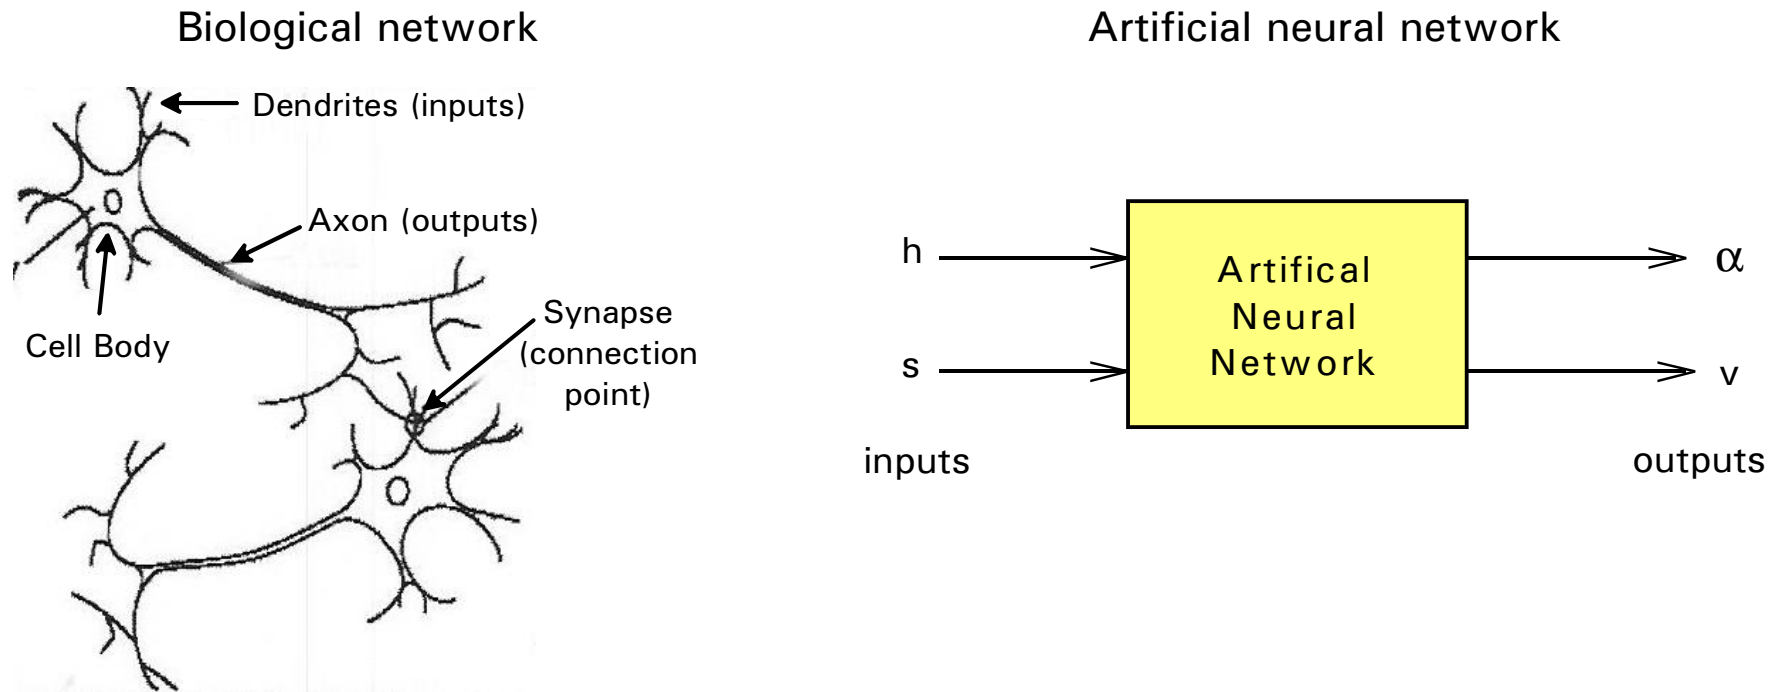 Biological network
Dendrites (inputs)
Axon (outputs)
Cell Body
Synapse
(connection
point)
Artificial neural network
h
s
inputs
Artifical
Neural
Network
α
v
outputs